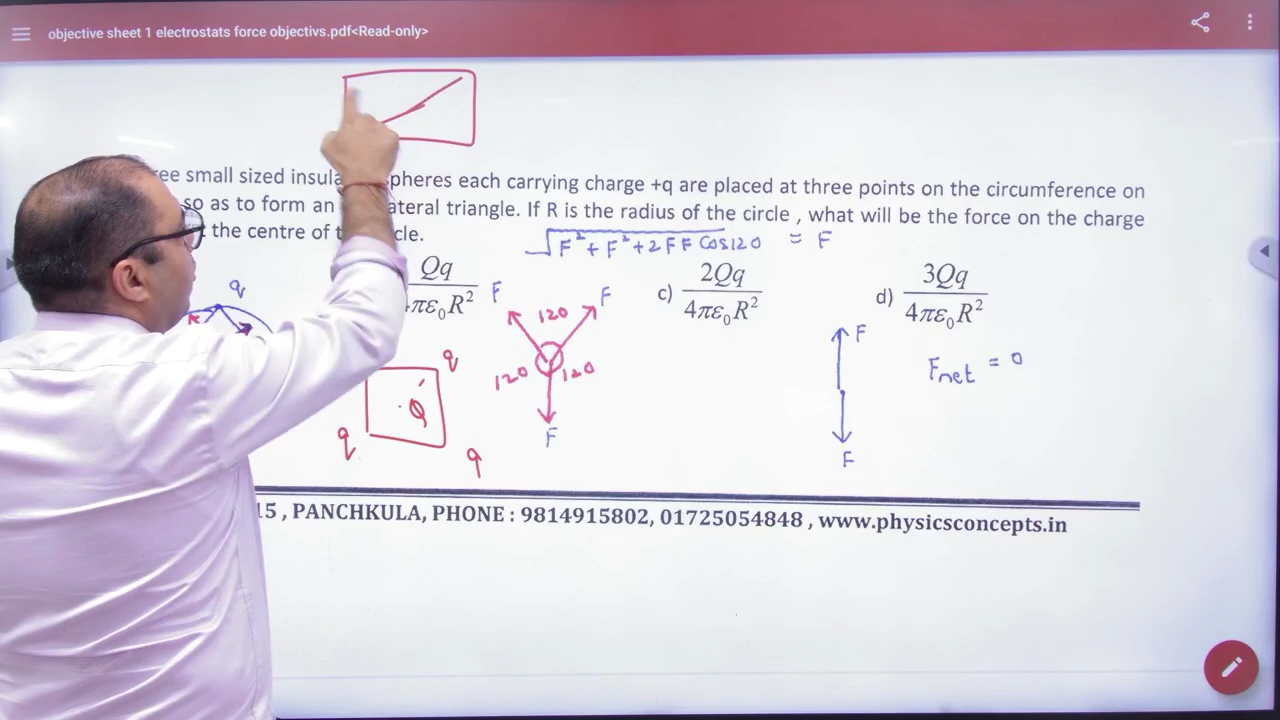 objective sheet 1 electrostats force objectivs.pdf<Read-only>
small sized insula pheres each carrying charge +q are placed at three points on the circumference on
so as to form an ateral triangle. If R is the radius of the circle , what will be the force on the charge
the centre of t cle.
√F²+F²+2FF Cos120 = F
Qq
πε₀R²
c) 2Qq
4πε₀R²
d) 3Qq
4πε₀R²
q
F
F
120
120
120
F
q
Q
q
q
F
F
Fnet = 0
15 , PANCHKULA, PHONE : 9814915802, 01725054848 , www.physicsconcepts.in